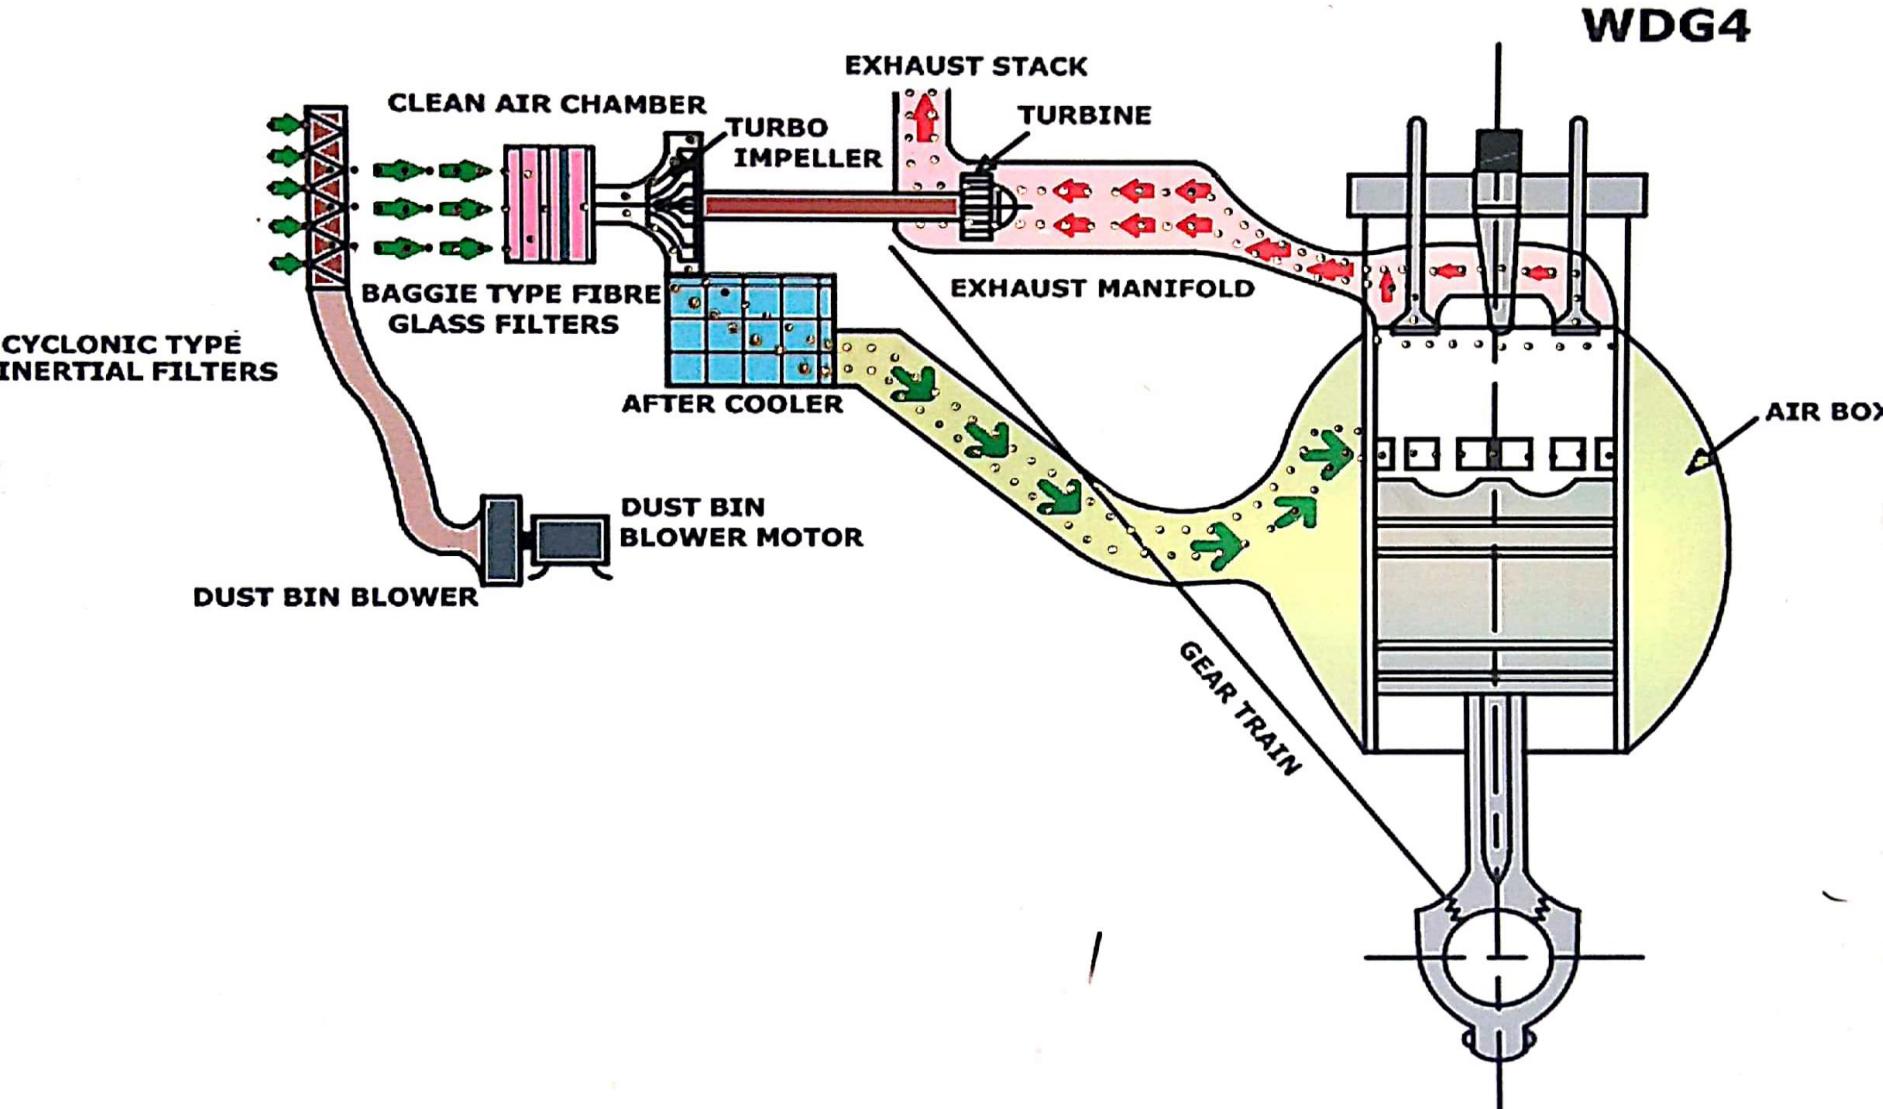 WDG4
EXHAUST STACK
CLEAN AIR CHAMBER
TURBO
IMPELLER
TURBINE
BAGGIE TYPE FIBRE
GLASS FILTERS
EXHAUST MANIFOLD
CYCLONIC TYPE
INERTIAL FILTERS
AFTER COOLER
AIR BOX
DUST BIN
BLOWER MOTOR
DUST BIN BLOWER
GEAR TRAIN